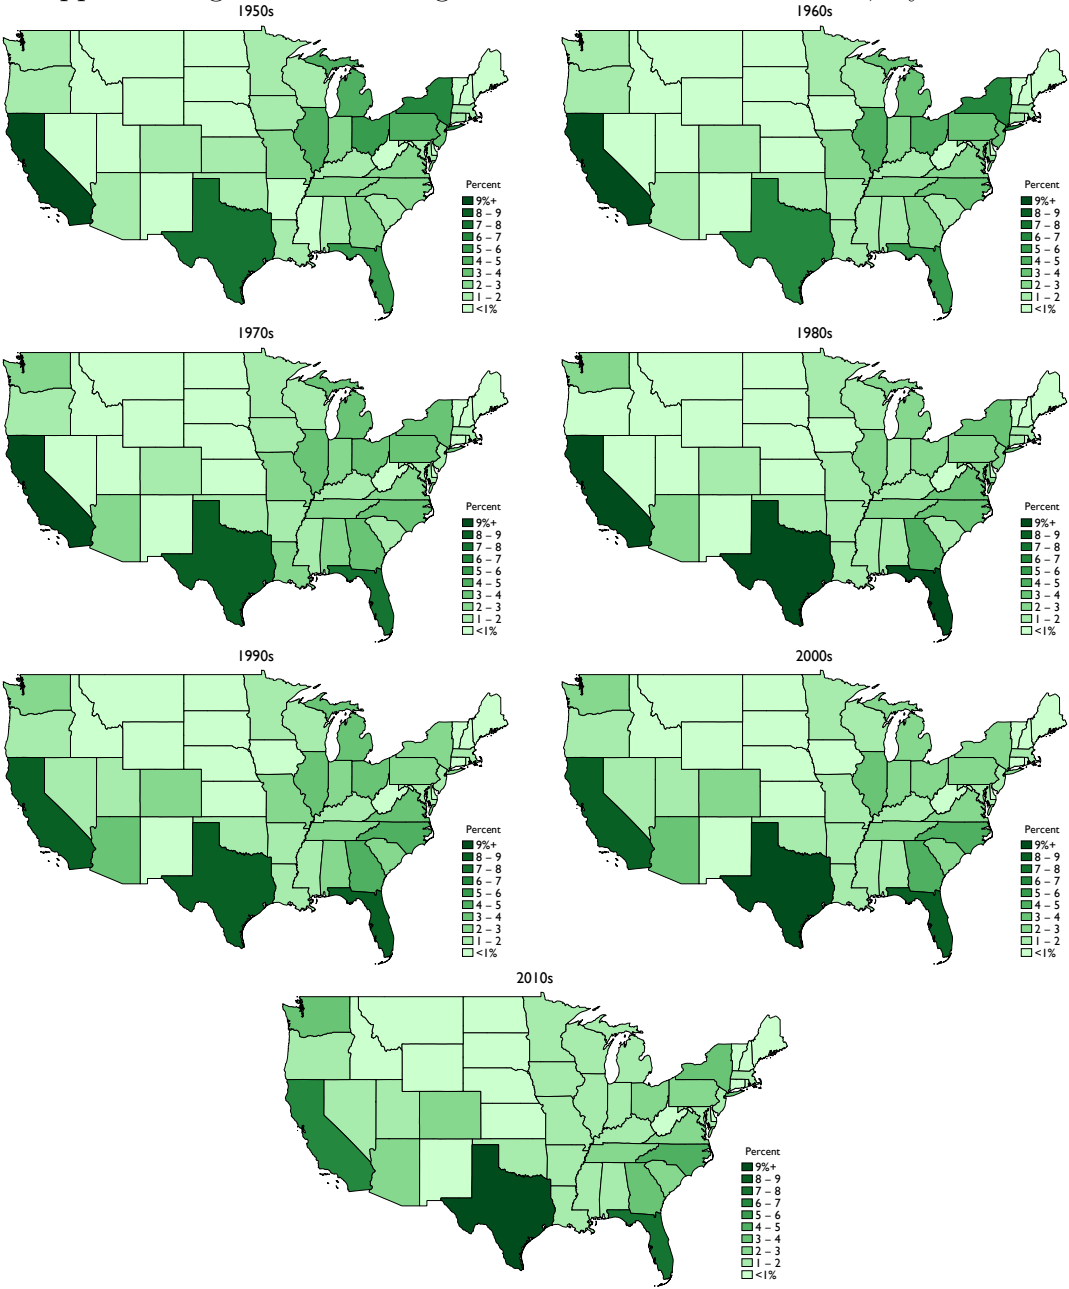 1950s
Percent
9%+
8 – 9
7 – 8
6 – 7
5 – 6
4 – 5
3 – 4
2 – 3
1 – 2
<1%
1960s
Percent
9%+
8 – 9
7 – 8
6 – 7
5 – 6
4 – 5
3 – 4
2 – 3
1 – 2
<1%
1970s
Percent
9%+
8 – 9
7 – 8
6 – 7
5 – 6
4 – 5
3 – 4
2 – 3
1 – 2
<1%
1980s
Percent
9%+
8 – 9
7 – 8
6 – 7
5 – 6
4 – 5
3 – 4
2 – 3
1 – 2
<1%
1990s
Percent
9%+
8 – 9
7 – 8
6 – 7
5 – 6
4 – 5
3 – 4
2 – 3
1 – 2
<1%
2000s
Percent
9%+
8 – 9
7 – 8
6 – 7
5 – 6
4 – 5
3 – 4
2 – 3
1 – 2
<1%
2010s
Percent
9%+
8 – 9
7 – 8
6 – 7
5 – 6
4 – 5
3 – 4
2 – 3
1 – 2
<1%